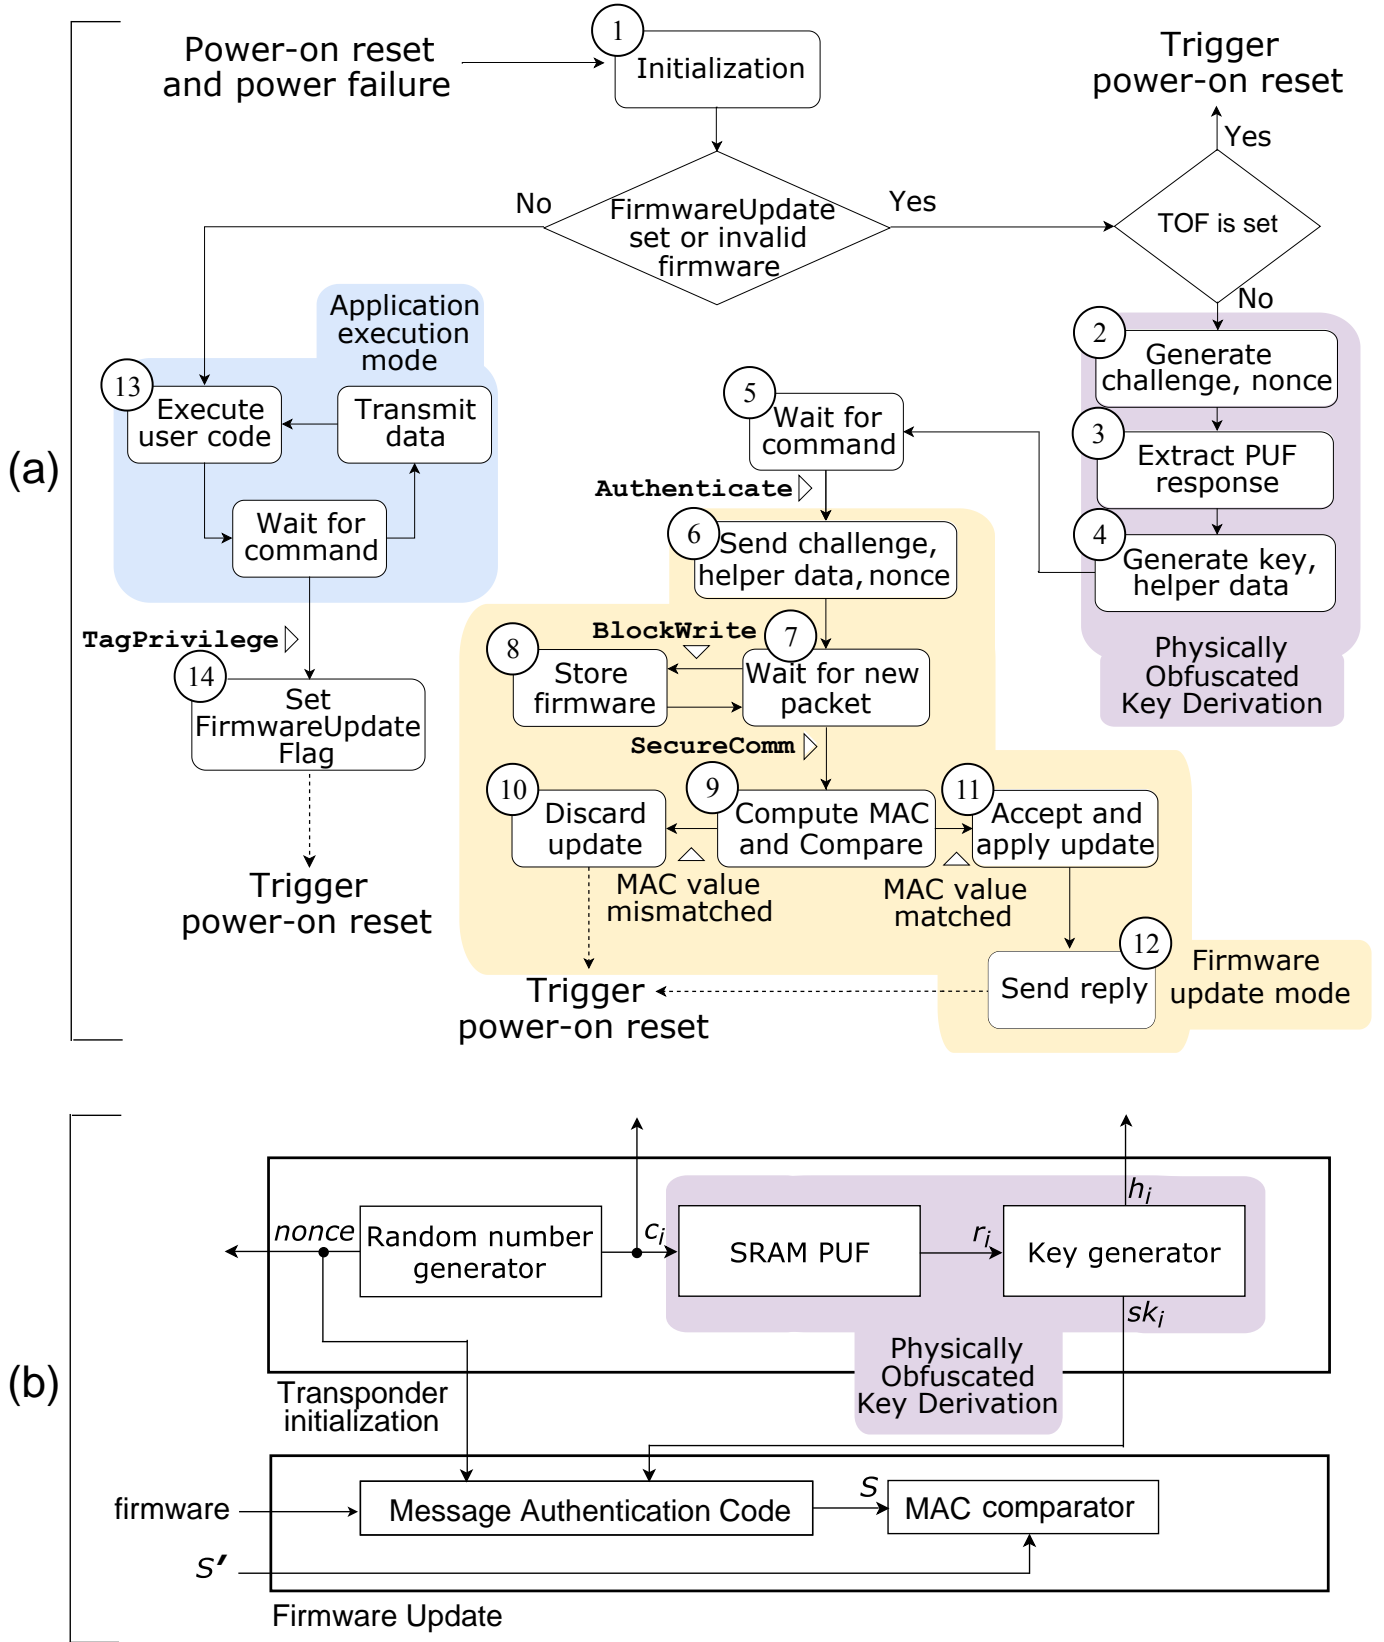 (a)
Power-on reset
and power failure
1
Initialization
Trigger
power-on reset
Yes
No
FirmwareUpdate
set or invalid
firmware
Yes
TOF is set
No
Application
execution
mode
13
Execute
user code
Transmit
data
Wait for
command
TagPrivilege
14
Set
FirmwareUpdate
Flag
Trigger
power-on reset
2
Generate
challenge, nonce
3
Extract PUF
response
4
Generate key,
helper data
Physically
Obfuscated
Key Derivation
5
Wait for
command
Authenticate
6
Send challenge,
helper data, nonce
BlockWrite
7
Wait for new
packet
8
Store
firmware
SecureComm
9
Compute MAC
and Compare
10
Discard
update
11
Accept and
apply update
MAC value
mismatched
MAC value
matched
12
Send reply
Firmware
update mode
Trigger
power-on reset
(b)
nonce
Random number
generator
ci
SRAM PUF
ri
Key generator
hi
ski
Physically
Obfuscated
Key Derivation
Transponder
initialization
firmware
Message Authentication Code
S
MAC comparator
S′
Firmware Update